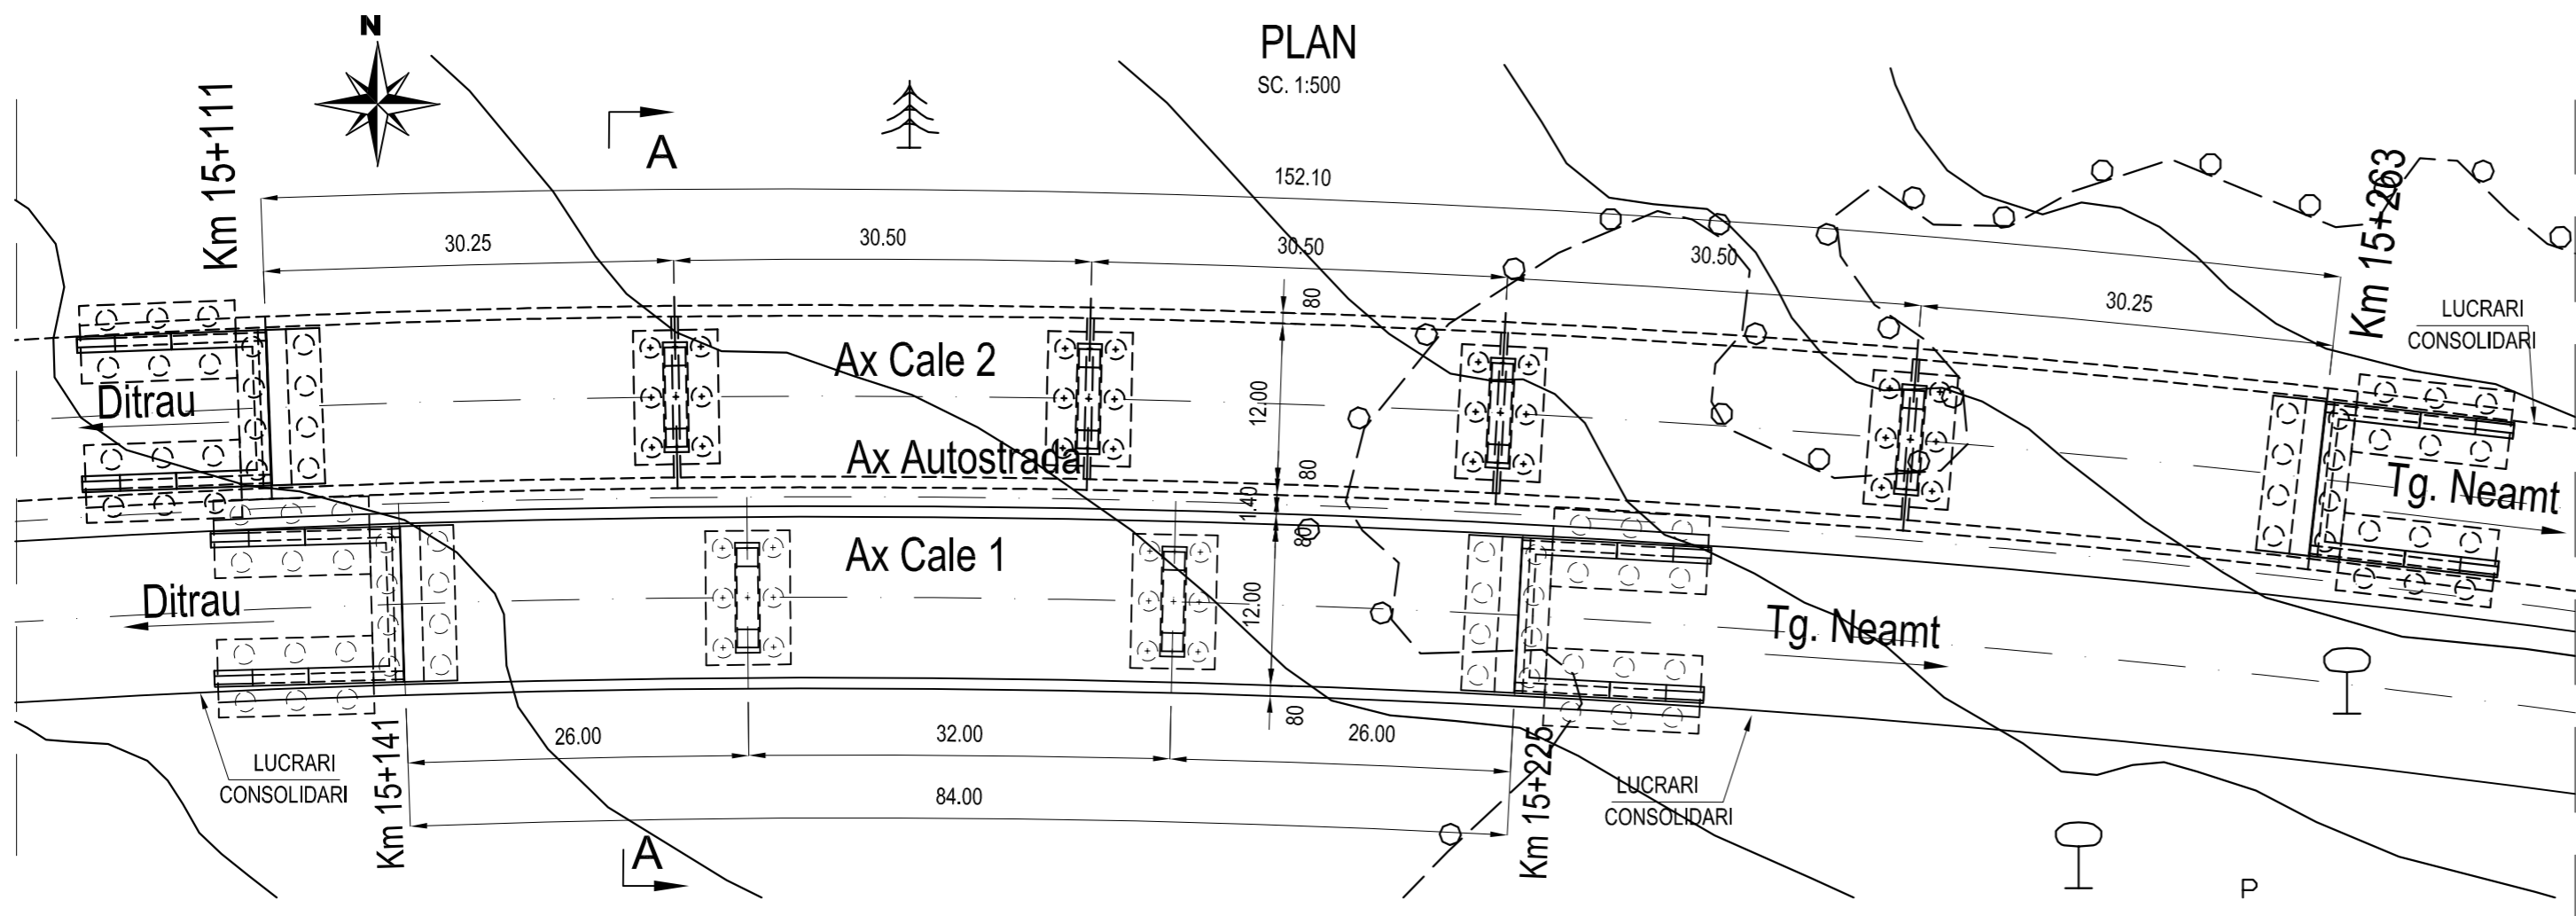 N
PLAN
SC. 1:500
Km 15+111
A
152.10
Km 15+263
30.25
30.50
30.50
30.50
30.25
80
LUCRARI
CONSOLIDARI
Ax Cale 2
Ditrau
12.00
Ax Autostrada
80
Tg. Neamt
1.40
80
Ax Cale 1
Ditrau
12.00
Tg. Neamt
80
26.00
32.00
26.00
LUCRARI
CONSOLIDARI
Km 15+141
84.00
Km 15+225
LUCRARI
CONSOLIDARI
A
P